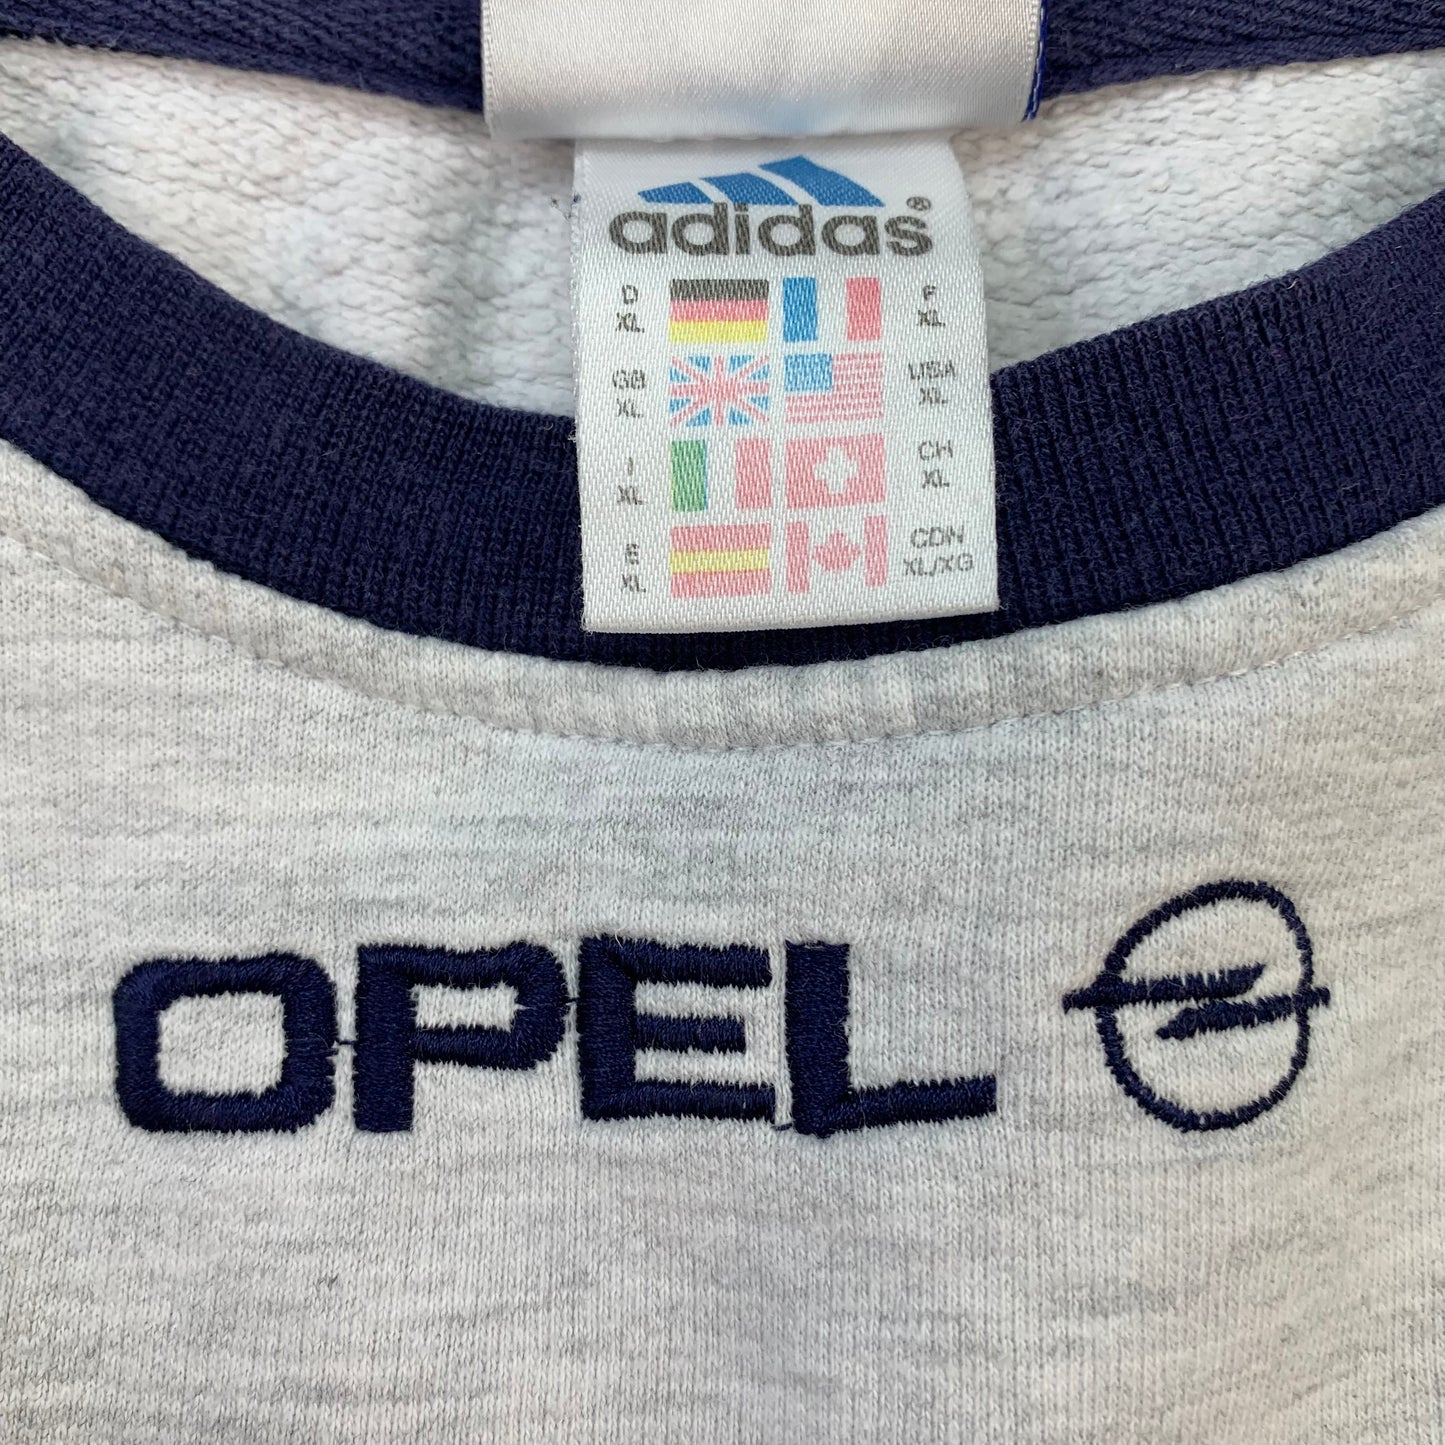 adidas®
D XL F XL
GB XL USA XL
I XL CH XL
E XL CDN XL/XG
OPEL